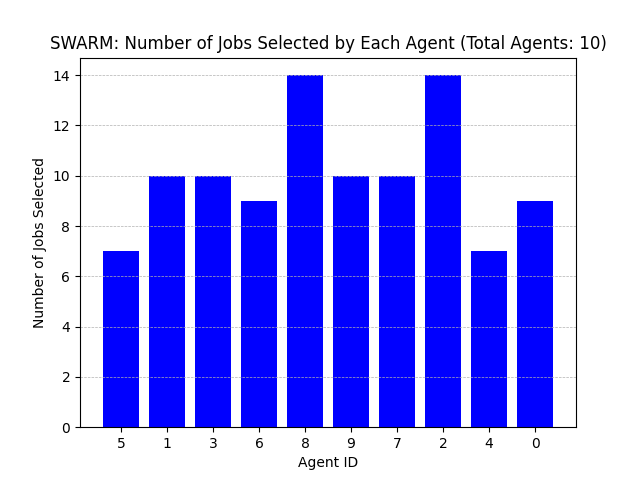 SWARM: Number of Jobs Selected by Each Agent (Total Agents: 10)
14
12
10
8
6
4
2
0
Number of Jobs Selected
5 1 3 6 8 9 7 2 4 0
Agent ID